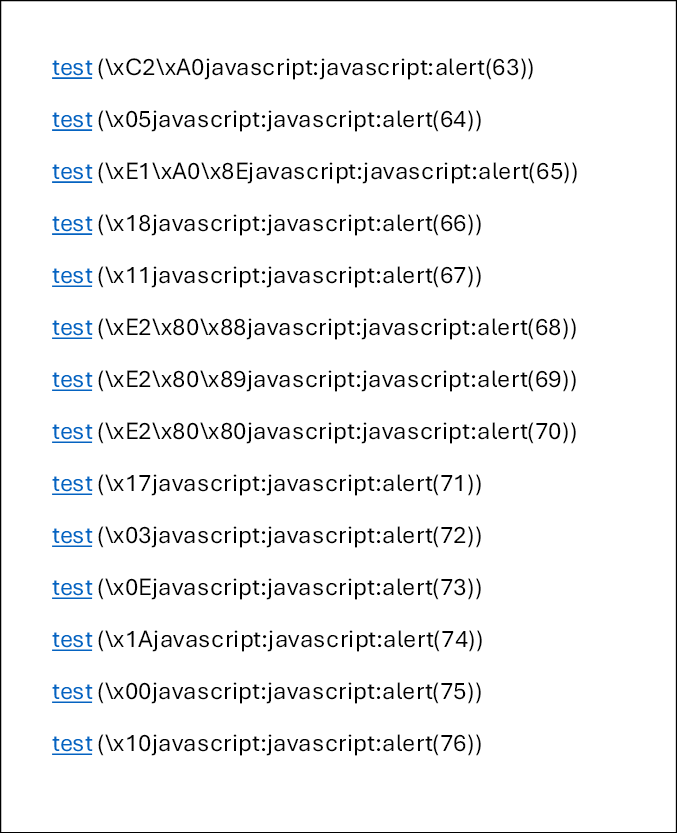 test (\xC2\xA0javascript:javascript:alert(63))
test (\x05javascript:javascript:alert(64))
test (\xE1\xA0\x8Ejavascript:javascript:alert(65))
test (\x18javascript:javascript:alert(66))
test (\x11javascript:javascript:alert(67))
test (\xE2\x80\x88javascript:javascript:alert(68))
test (\xE2\x80\x89javascript:javascript:alert(69))
test (\xE2\x80\x80javascript:javascript:alert(70))
test (\x17javascript:javascript:alert(71))
test (\x03javascript:javascript:alert(72))
test (\x0Ejavascript:javascript:alert(73))
test (\x1Ajavascript:javascript:alert(74))
test (\x00javascript:javascript:alert(75))
test (\x10javascript:javascript:alert(76))